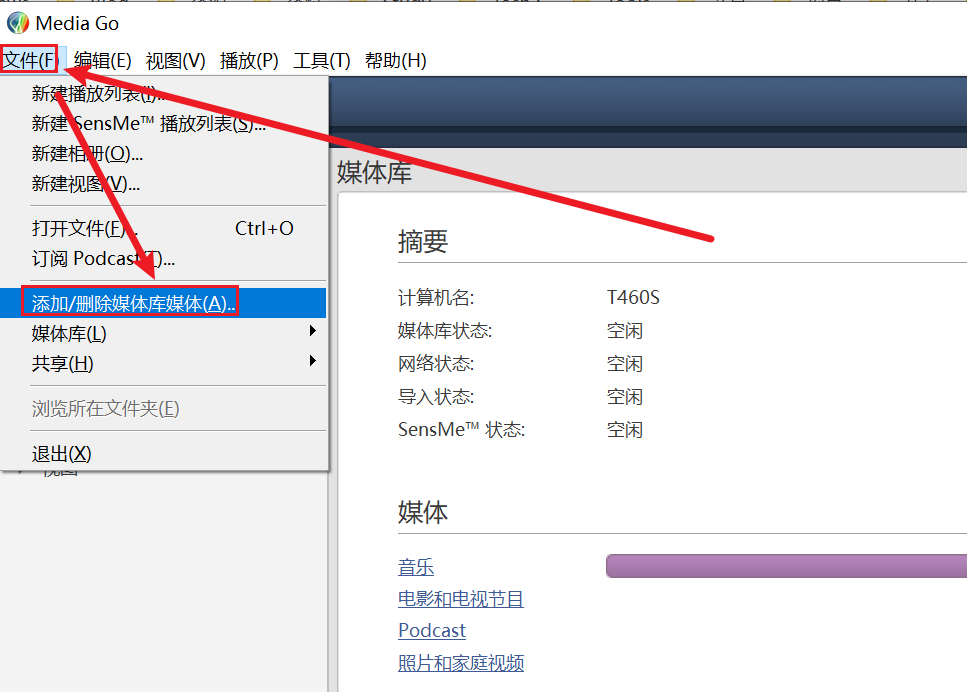 Media Go
文件(F) 编辑(E) 视图(V) 播放(P) 工具(T) 帮助(H)
新建播放列表(I)...
新建 SensMe™ 播放列表(S)...
新建相册(O)...
新建视图(V)...
打开文件(F)... Ctrl+O
订阅 Podcast(T)...
添加/删除媒体库媒体(A)...
媒体库(L)
共享(H)
浏览所在文件夹(E)
退出(X)
视图
媒体库
摘要
计算机名: T460S
媒体库状态: 空闲
网络状态: 空闲
导入状态: 空闲
SensMe™ 状态: 空闲
媒体
音乐
电影和电视节目
Podcast
照片和家庭视频